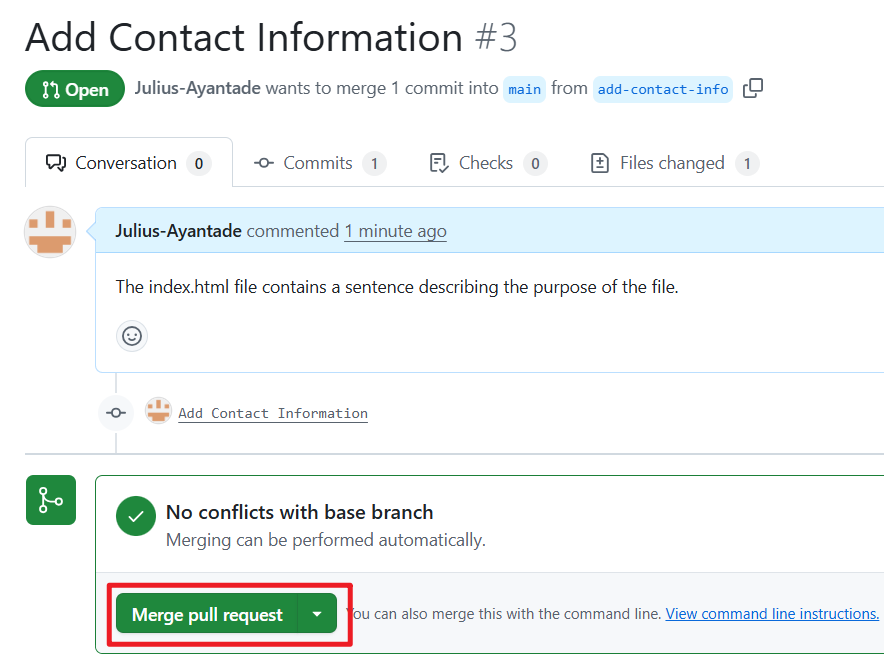 Add Contact Information #3
Open Julius-Ayantade wants to merge 1 commit into main from add-contact-info
Conversation 0 Commits 1 Checks 0 Files changed 1
Julius-Ayantade commented 1 minute ago
The index.html file contains a sentence describing the purpose of the file.
Add Contact Information
No conflicts with base branch
Merging can be performed automatically.
Merge pull request You can also merge this with the command line. View command line instructions.